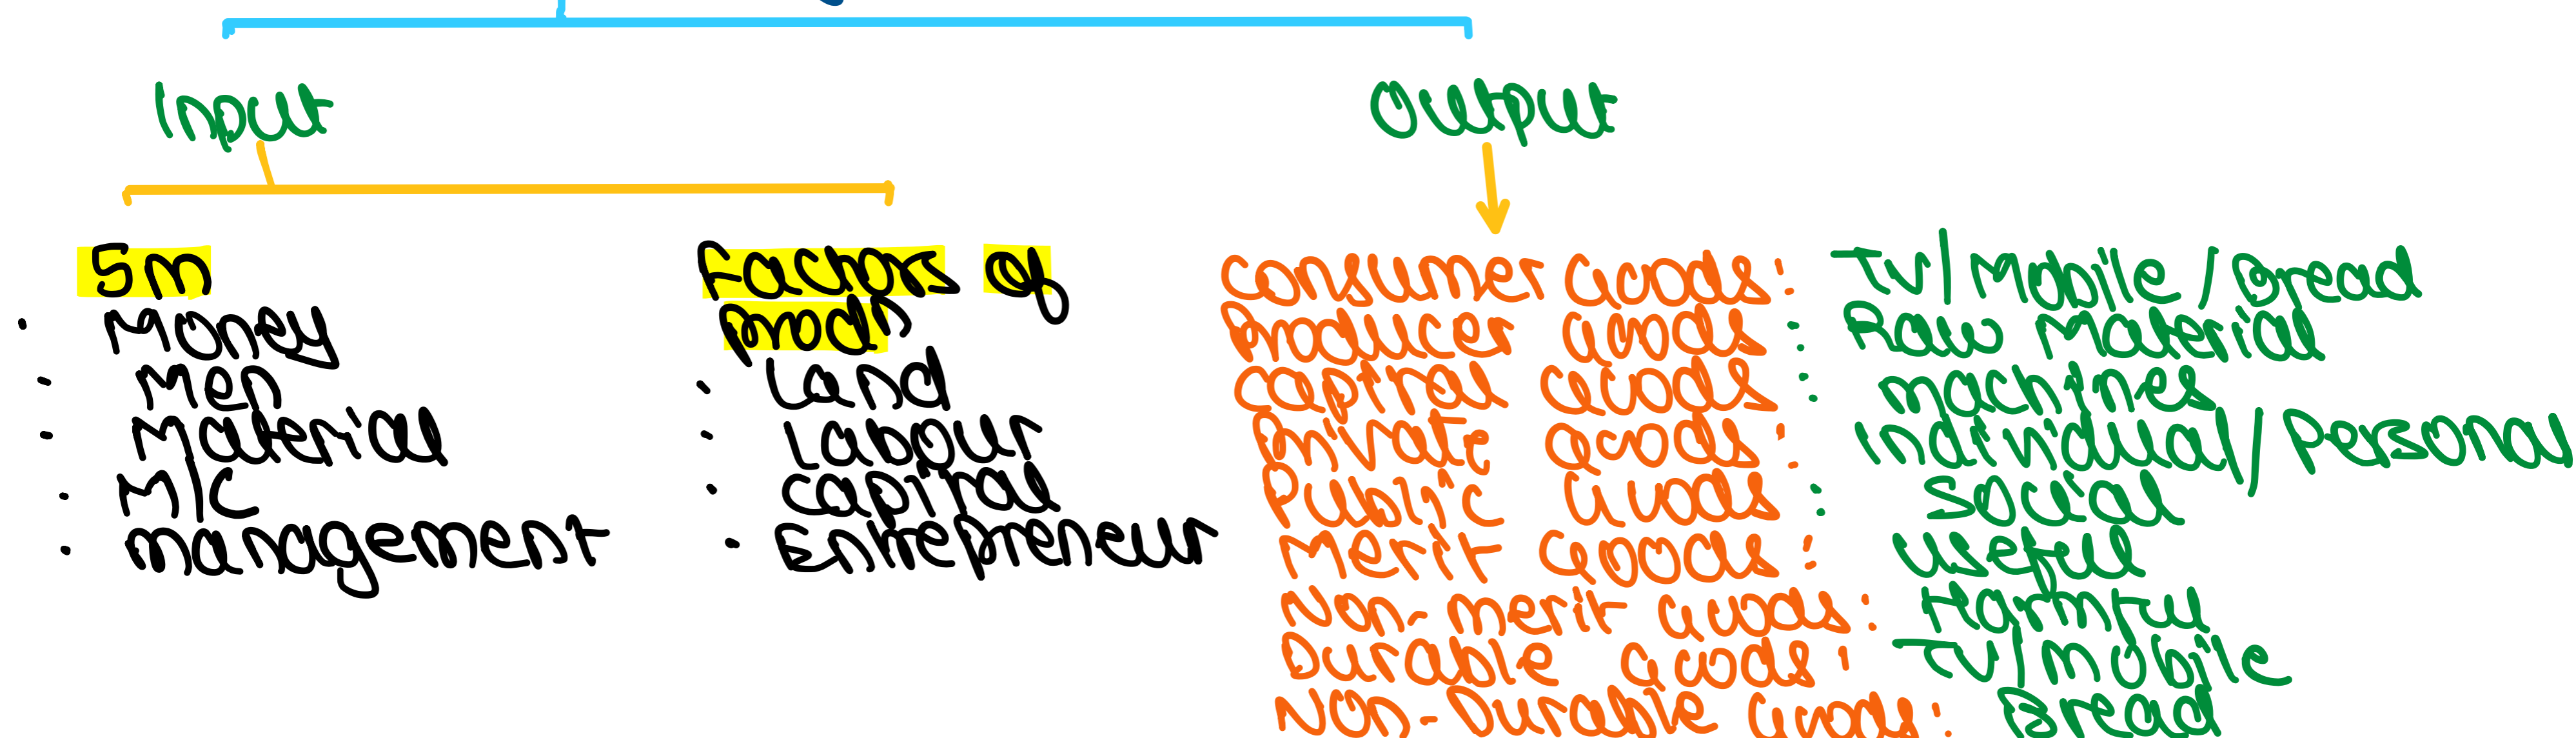 Input
Output
5M
Money
Men
Material
M/C
Management
Factors of
Prodn
Land
Labour
Capital
Entrepreneur
Consumer Goods: TV/Mobile/Bread
Producer Goods: Raw Material
Capital Goods: machines
Private Goods: Individual/Personal
Public Goods: Social
Merit Goods: Useful
Non-merit Goods: Harmful
Durable Goods: TV/Mobile
Non-Durable Goods: Bread